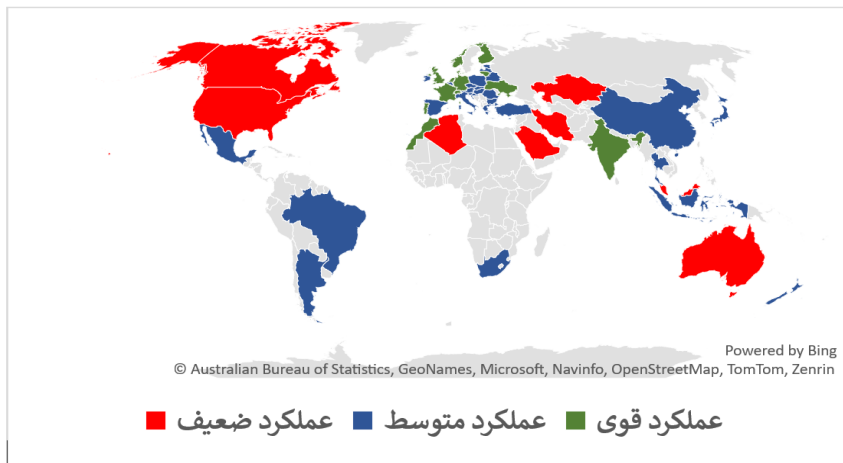 Powered by Bing
© Australian Bureau of Statistics, GeoNames, Microsoft, Navinfo, OpenStreetMap, TomTom, Zenrin
عملکرد قوی عملکرد متوسط عملکرد ضعیف